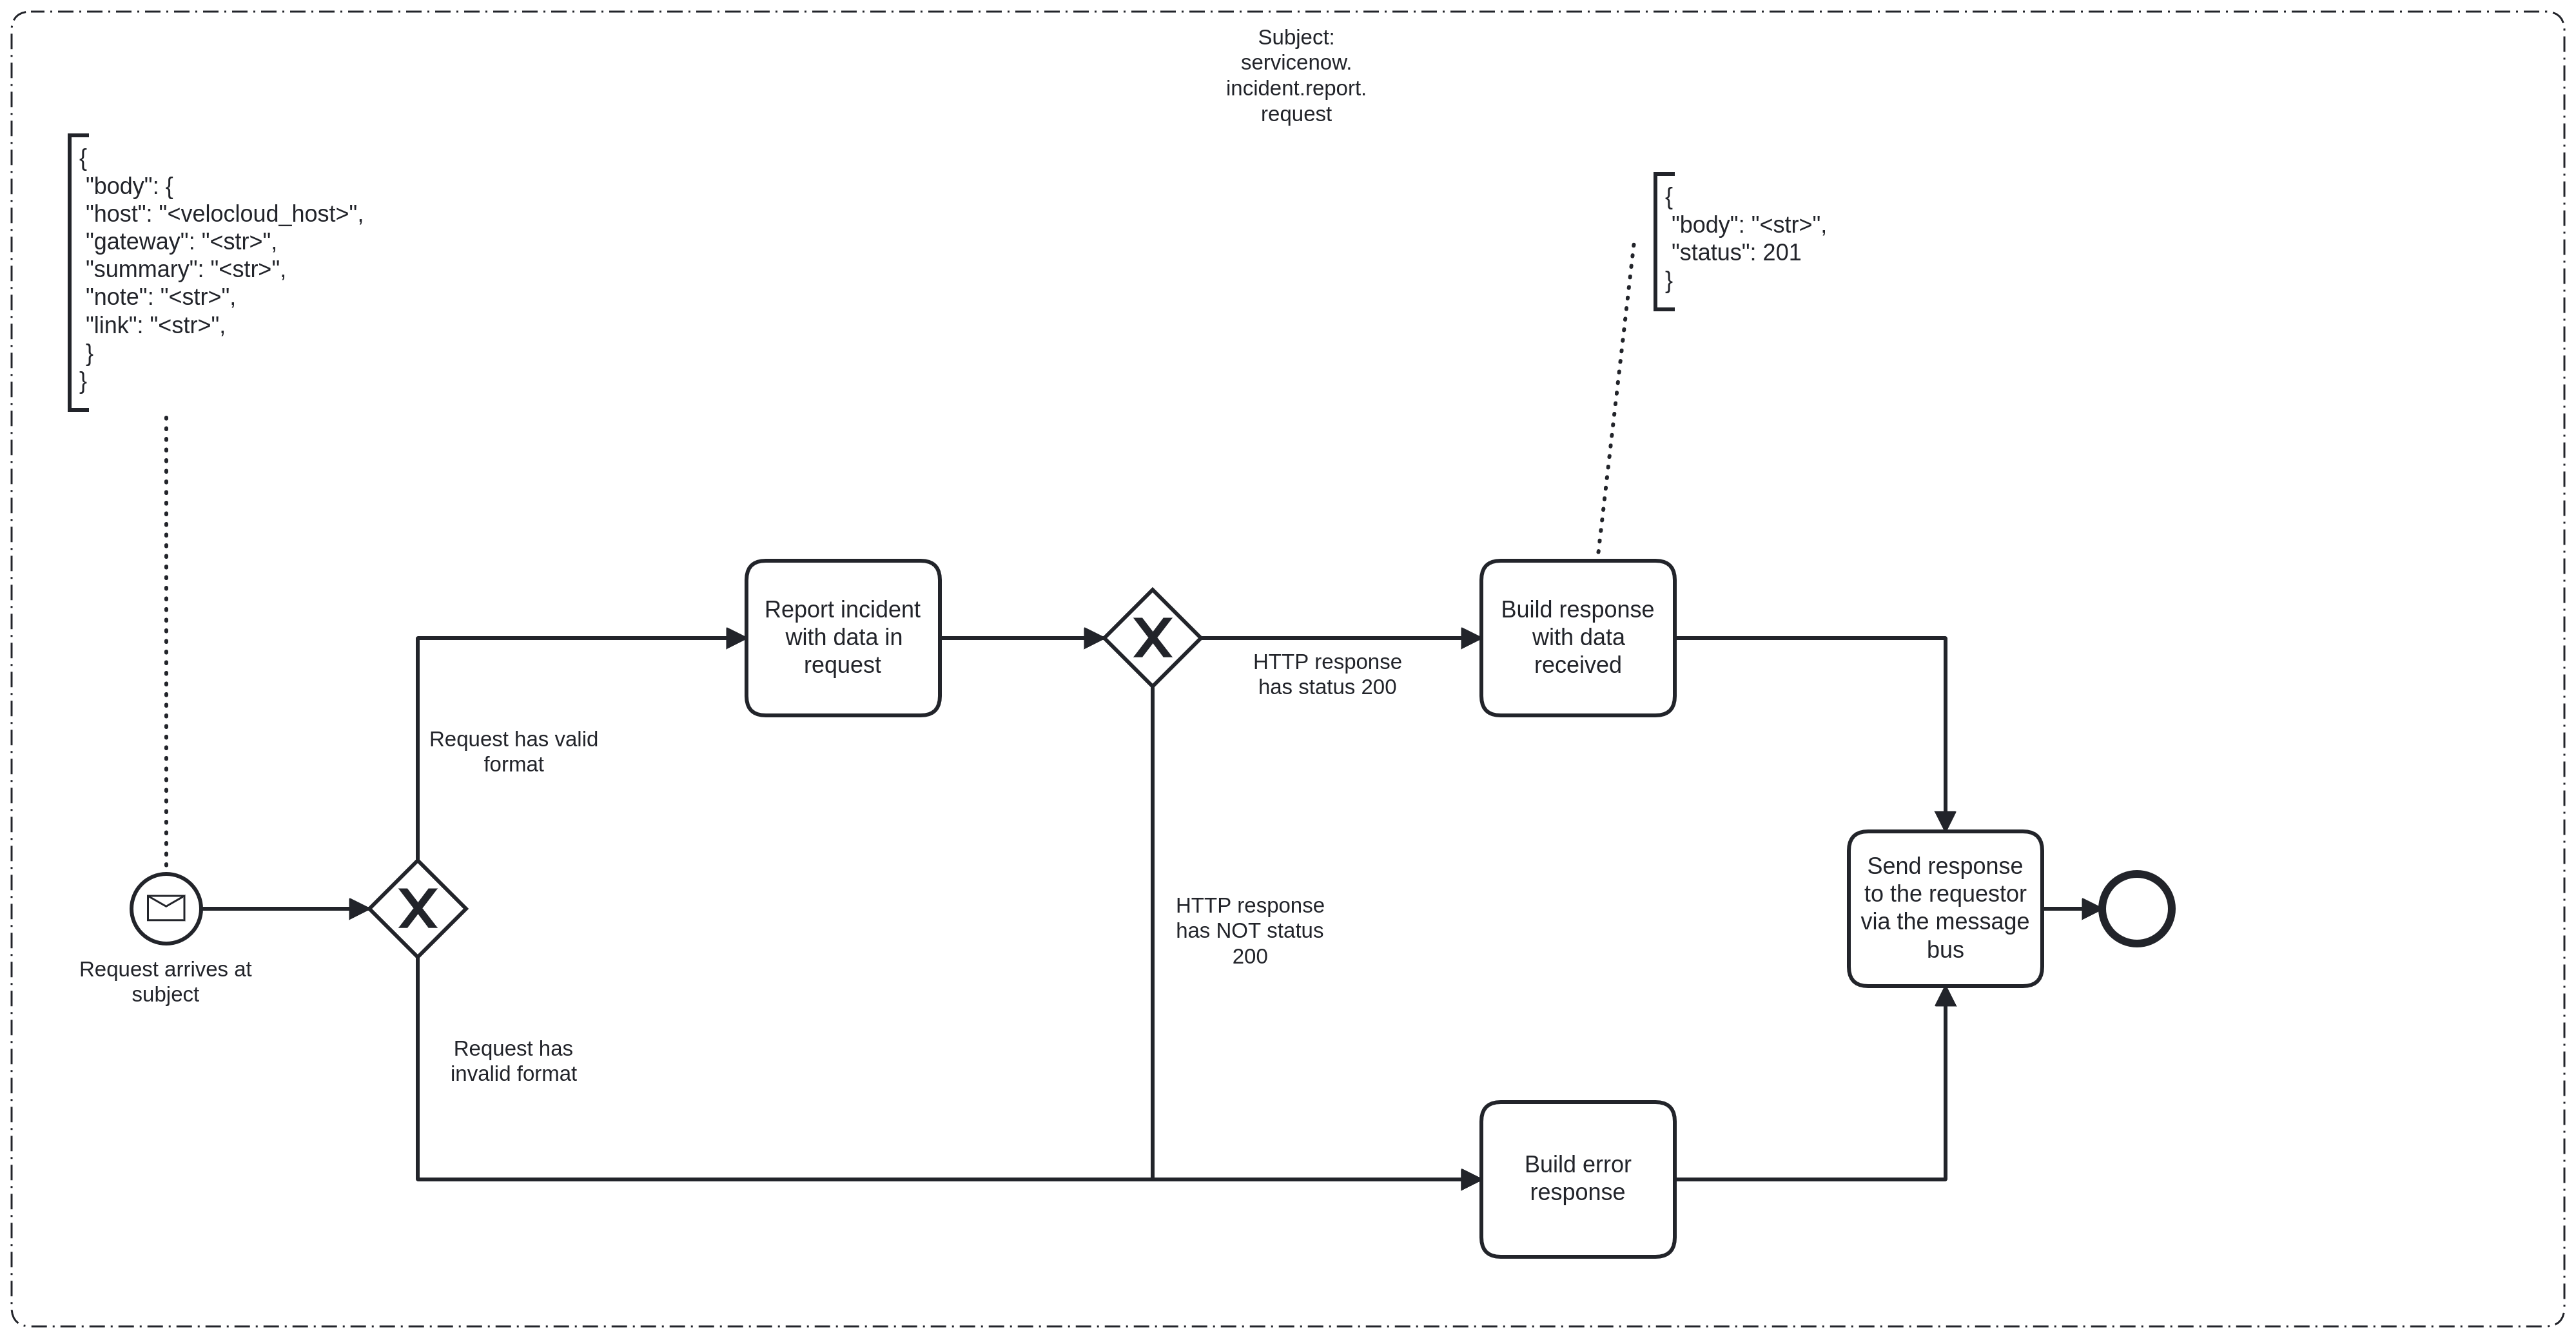 Subject:
servicenow.
incident.report.
request
{
"body": {
"host": "<velocloud_host>",
"gateway": "<str>",
"summary": "<str>",
"note": "<str>",
"link": "<str>",
}
}
{
"body": "<str>",
"status": 201
}
Report incident
with data in
request
X
HTTP response
has status 200
Build response
with data
received
Request has valid
format
Request arrives at
subject
X
HTTP response
has NOT status
200
Send response
to the requestor
via the message
bus
Request has
invalid format
Build error
response